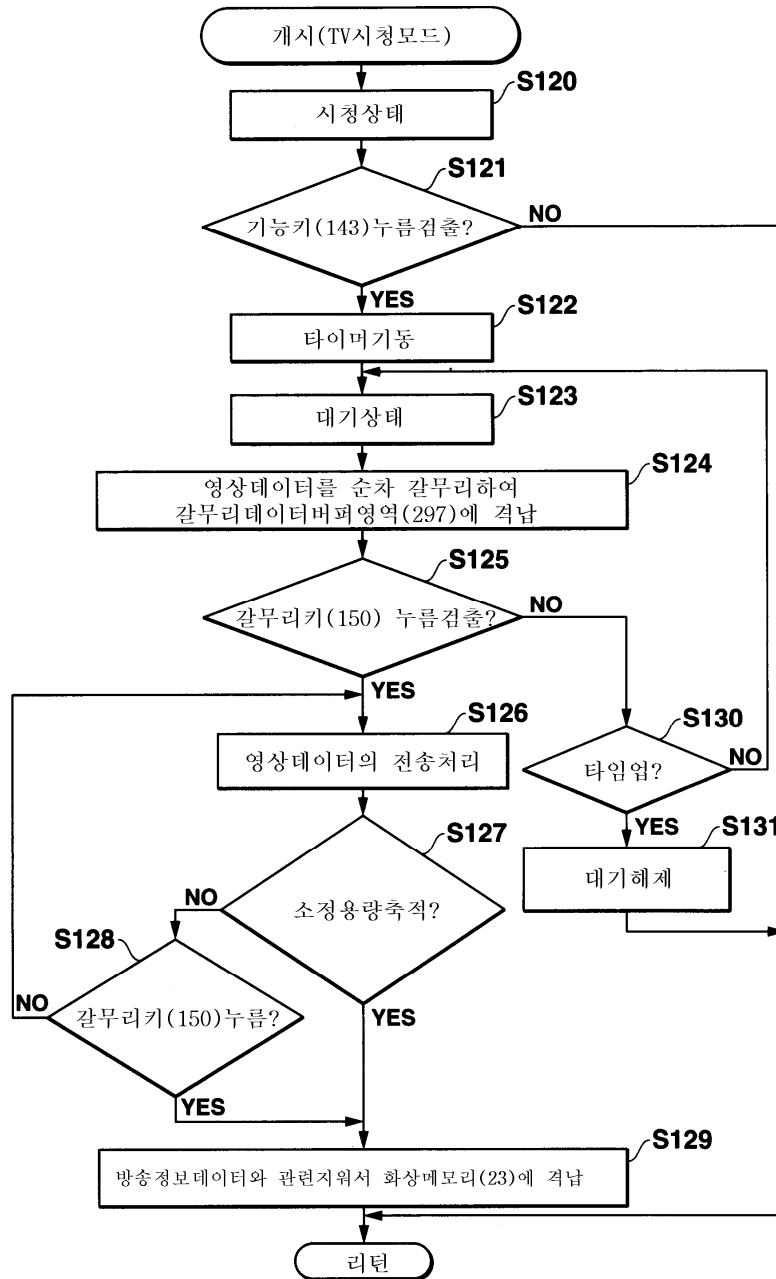 개시(TV시청모드)
S120
시청상태
S121
기능키(143)누름검출?
NO
YES
S122
타이머기동
S123
대기상태
S124
영상데이터를 순차 갈무리하여
갈무리데이터버퍼영역(297)에 격납
S125
갈무리키(150) 누름검출?
NO
YES
S126
영상데이터의 전송처리
S130
타임업?
NO
YES
S131
대기해제
S127
소정용량축적?
NO
YES
S128
갈무리키(150)누름?
NO
YES
S129
방송정보데이터와 관련지워서 화상메모리(23)에 격납
리턴